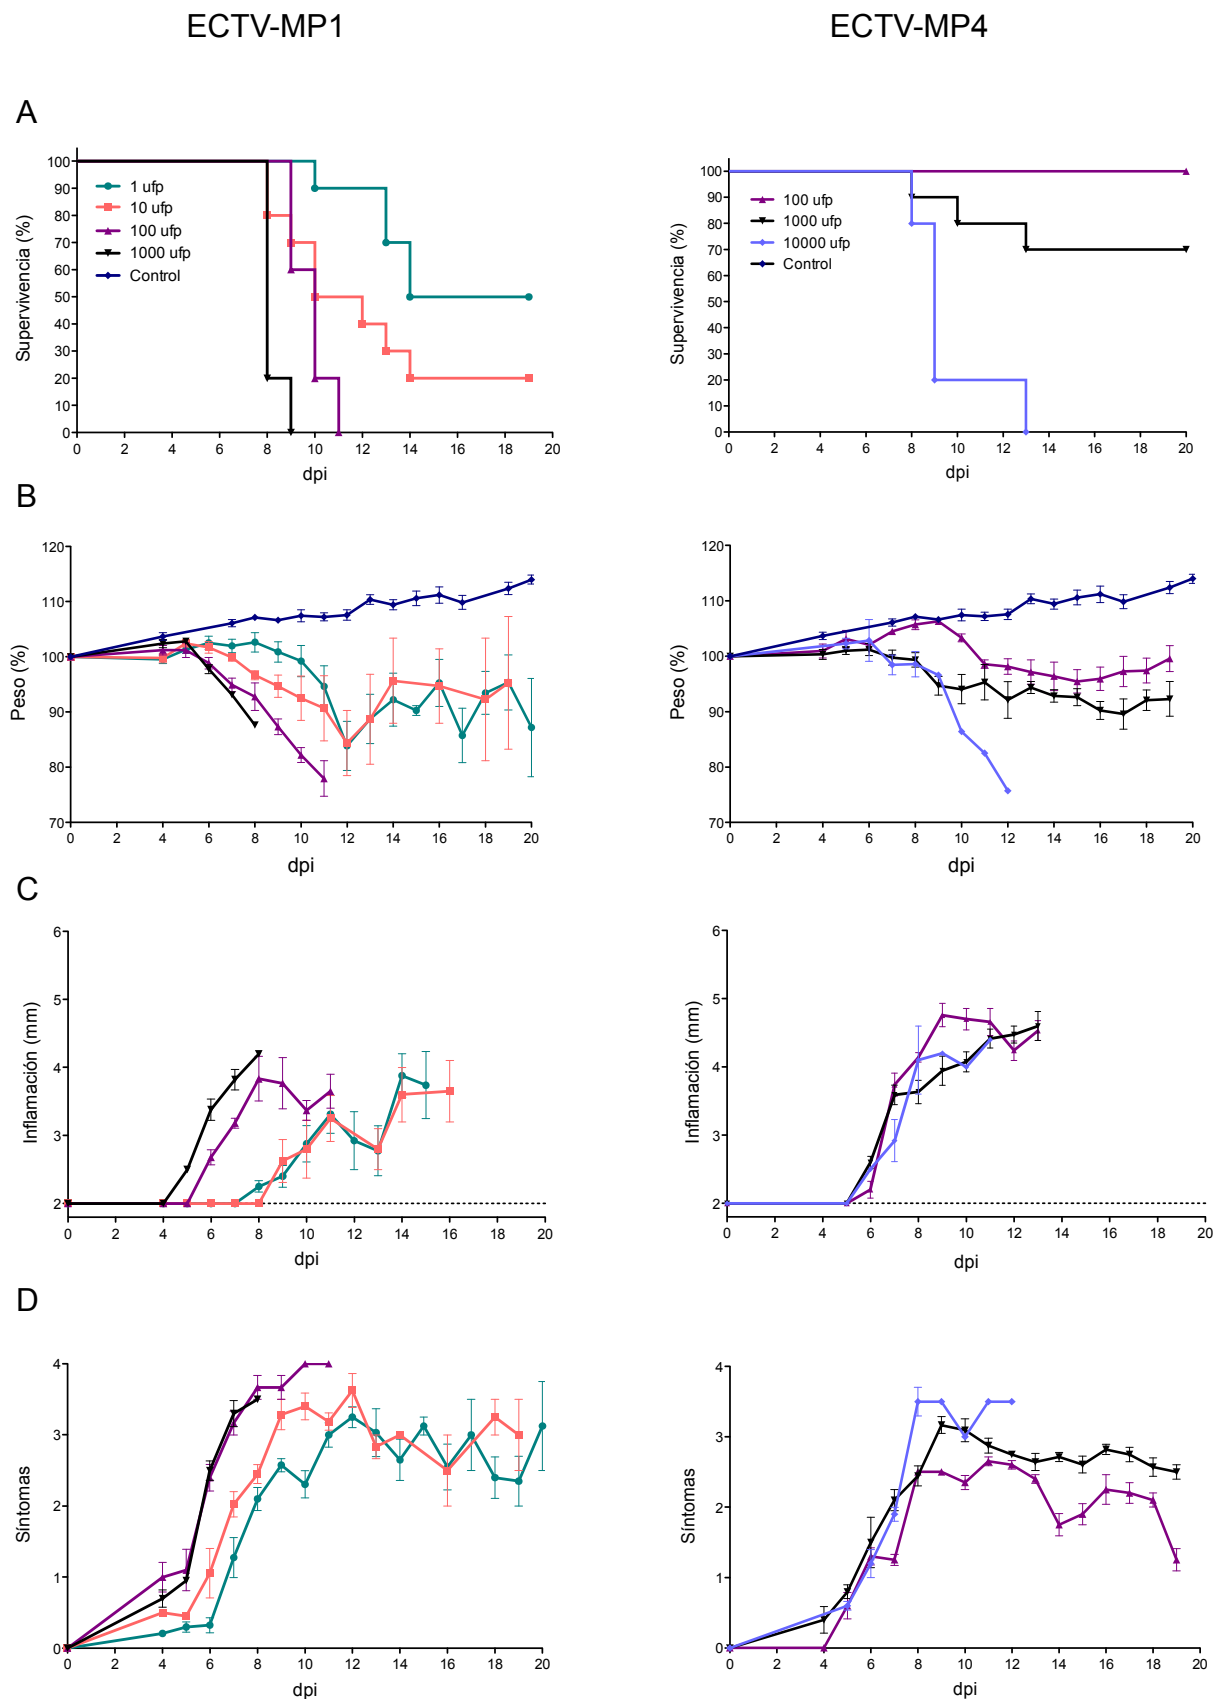 ECTV-MP1
ECTV-MP4
A
Supervivencia (%)
100
90
80
70
60
50
40
30
20
10
0
1 ufp
10 ufp
100 ufp
1000 ufp
Control
0 2 4 6 8 10 12 14 16 18 20
dpi
Supervivencia (%)
100
90
80
70
60
50
40
30
20
10
0
100 ufp
1000 ufp
10000 ufp
Control
0 2 4 6 8 10 12 14 16 18 20
dpi
B
Peso (%)
120
110
100
90
80
70
0 2 4 6 8 10 12 14 16 18 20
dpi
Peso (%)
120
110
100
90
80
70
0 2 4 6 8 10 12 14 16 18 20
dpi
C
Inflamación (mm)
6
5
4
3
2
0 2 4 6 8 10 12 14 16 18 20
dpi
Inflamación (mm)
6
5
4
3
2
0 2 4 6 8 10 12 14 16 18 20
dpi
D
Síntomas
4
3
2
1
0
0 2 4 6 8 10 12 14 16 18 20
dpi
Síntomas
4
3
2
1
0
0 2 4 6 8 10 12 14 16 18 20
dpi